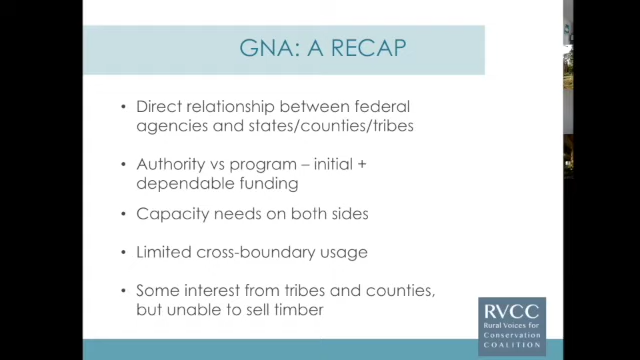 GNA: A RECAP
• Direct relationship between federal
agencies and states/counties/tribes
• Authority vs program – initial +
dependable funding
• Capacity needs on both sides
• Limited cross-boundary usage
• Some interest from tribes and counties,
but unable to sell timber
RVCC
Rural Voices for
Conservation
COALITION